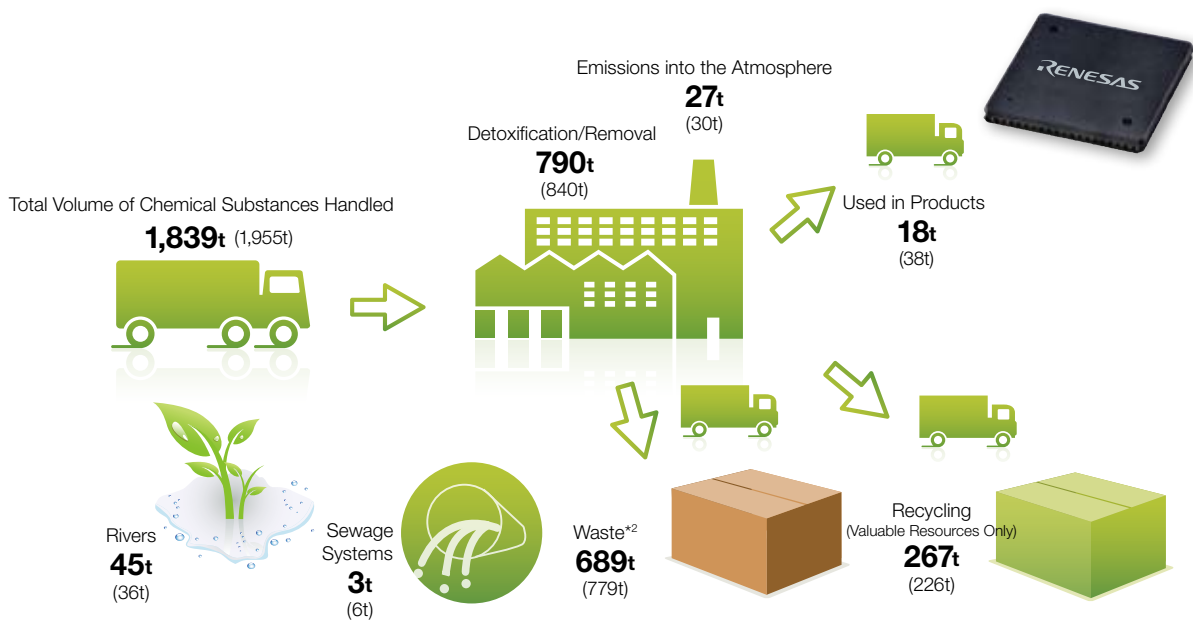 RENESAS
Emissions into the Atmosphere
27t
(30t)
Detoxification/Removal
790t
(840t)
Total Volume of Chemical Substances Handled
1,839t (1,955t)
Used in Products
18t
(38t)
Rivers
45t
(36t)
Sewage
Systems
3t
(6t)
Waste*2
689t
(779t)
Recycling
(Valuable Resources Only)
267t
(226t)